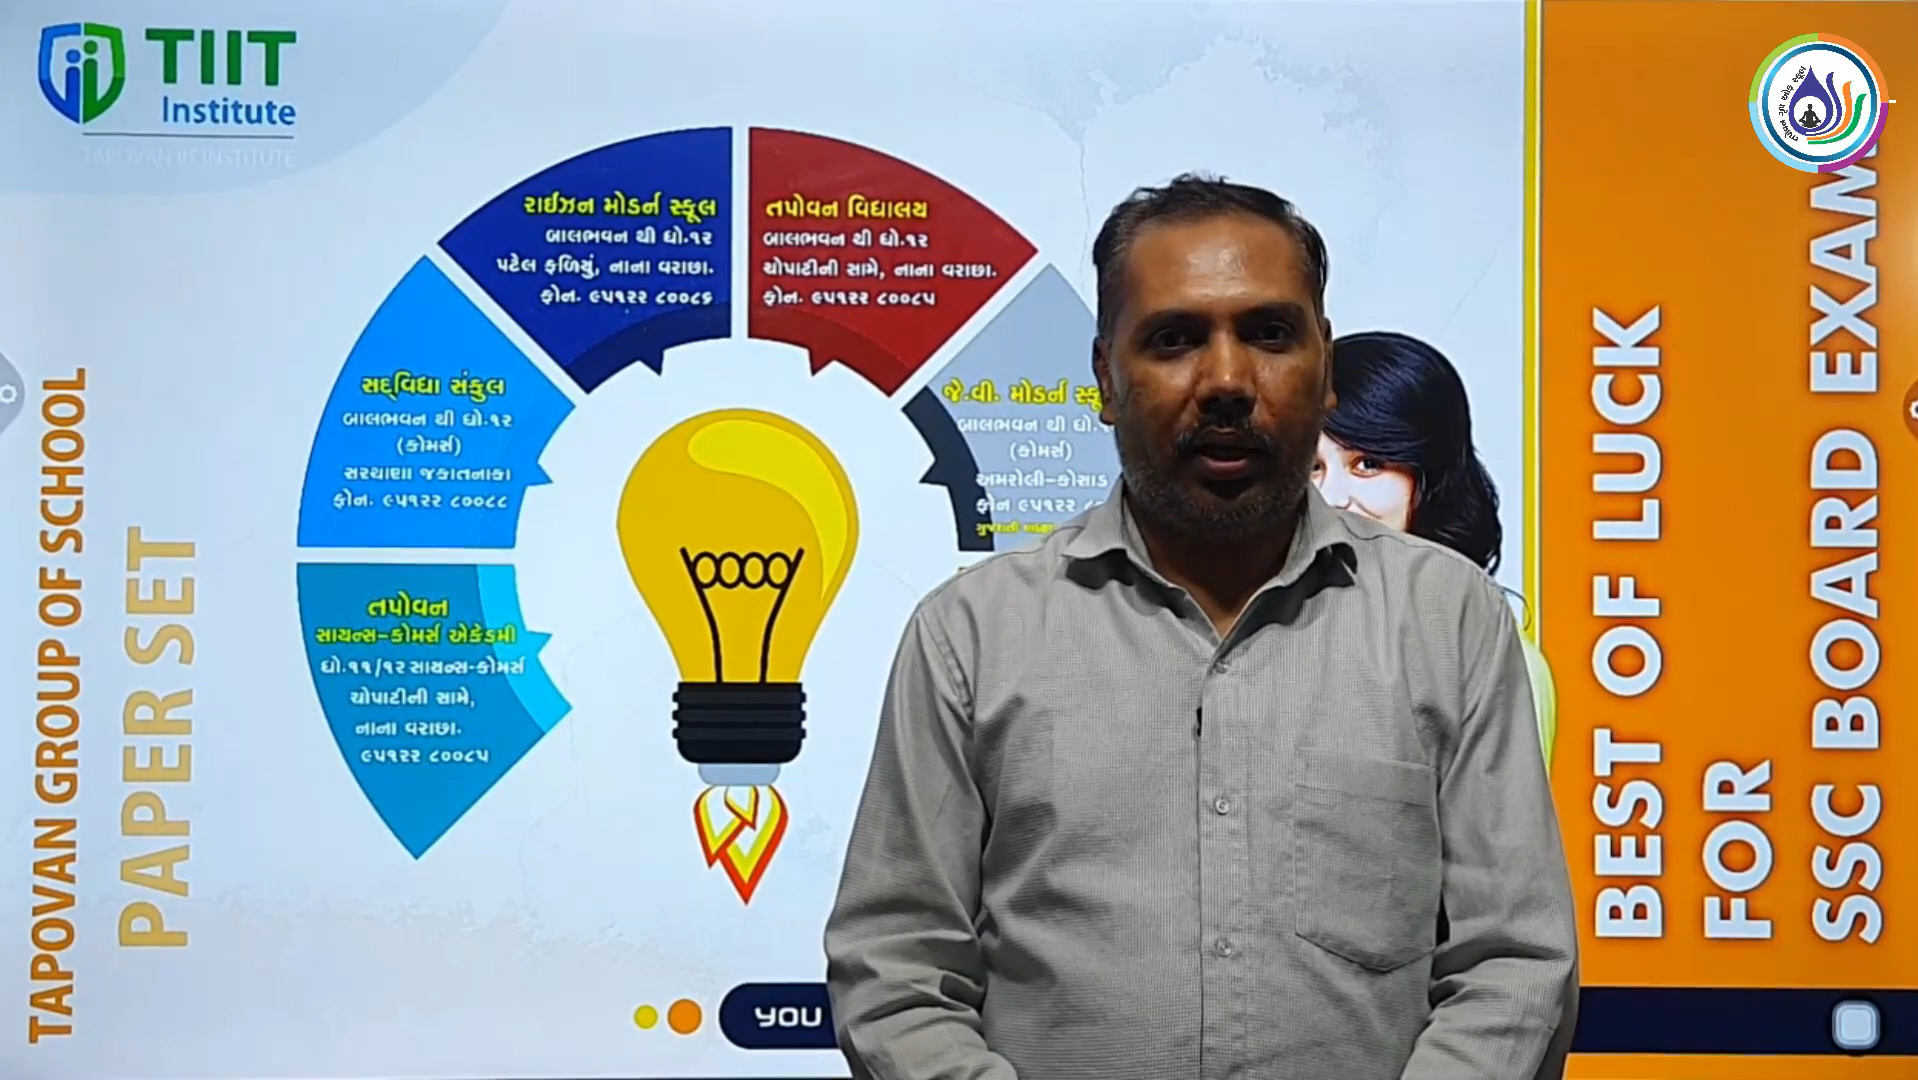 TIIT
Institute
TAPOVAN IIT INSTITUTE
TAPOVAN GROUP OF SCHOOL
PAPER SET
રાઈઝન મોડર્ન સ્કૂલ
બાલભવન થી ધો.૧૨
પટેલ ફળિયું, નાના વરાછા.
ફોન. ૯૫૧૨૨ ૮૦૦૮૬
તપોવન વિદ્યાલય
બાલભવન થી ધો.૧૨
ચોપાટીની સામે, નાના વરાછા.
ફોન. ૯૫૧૨૨ ૮૦૦૮૫
સદ્‌વિદ્યા સંકુલ
બાલભવન થી ધો.૧૨
(કોમર્સ)
સરથાણા જકાતનાકા
ફોન. ૯૫૧૨૨ ૮૦૦૮૮
જે.વી. મોડર્ન
બાલભવન થી
(કોમર્સ)
અમરોલી-કોસાડ
ફોન ૯૫૧૨૨
ગુજરાતી
તપોવન
સાયન્સ-કોમર્સ એકેડમી
ધો.૧૧/૧૨ સાયન્સ-કોમર્સ
ચોપાટીની સામે,
નાના વરાછા.
૯૫૧૨૨ ૮૦૦૮૫
YOU
BEST OF LUCK
FOR
SSC BOARD EXAM